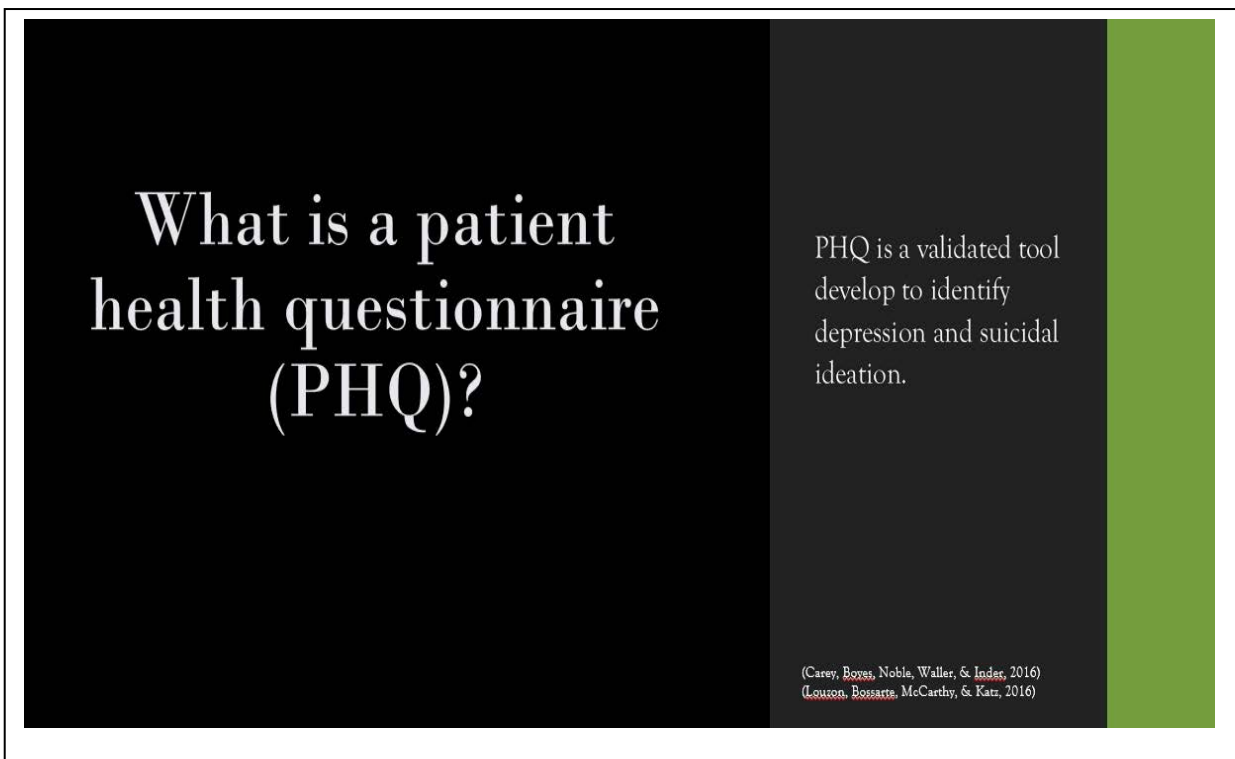 What is a patient
health questionnaire
(PHQ)?
PHQ is a validated tool
develop to identify
depression and suicidal
ideation.
(Carey, Boyes, Noble, Waller, & Inder, 2016)
(Louzon, Bossarte, McCarthy, & Katz, 2016)